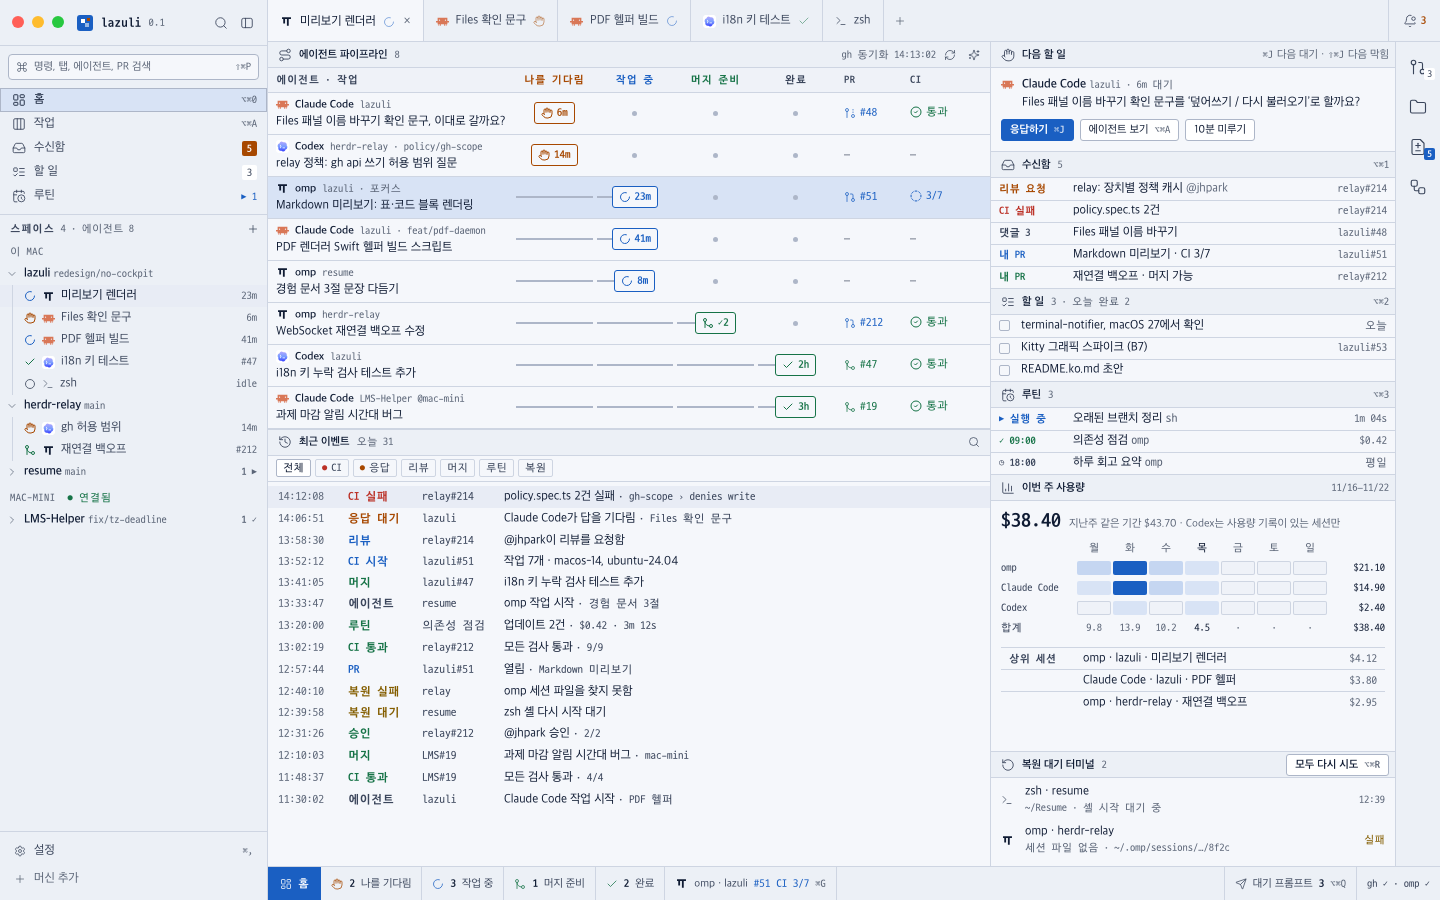 lazuli 0.1
명령, 탭, 에이전트, PR 검색 ⇧⌘P
홈 ⌥⌘0
작업 ⌥⌘A
수신함 5
할 일 3
루틴 ▶ 1
스페이스 4 · 에이전트 8 +
이 MAC
lazuli redesign/no-cockpit
미리보기 렌더러 23m
Files 확인 문구 6m
PDF 헬퍼 빌드 41m
i18n 키 테스트 #47
zsh idle
herdr-relay main
gh 허용 범위 14m
재연결 백오프 #212
resume main 1 ▶
MAC-MINI ● 연결됨
LMS-Helper fix/tz-deadline 1 ✓
설정 ⌘,
+ 머신 추가
미리보기 렌더러 ×
Files 확인 문구
PDF 헬퍼 빌드
i18n 키 테스트 ✓
zsh
+
3
에이전트 파이프라인 8 gh 동기화 14:13:02
에이전트 · 작업 나를 기다림 작업 중 머지 준비 완료 PR CI
Claude Code lazuli
Files 패널 이름 바꾸기 확인 문구, 이대로 갈까요? 6m #48 통과
Codex herdr-relay · policy/gh-scope
relay 정책: gh api 쓰기 허용 범위 질문 14m — —
omp lazuli · 포커스
Markdown 미리보기: 표·코드 블록 렌더링 23m #51 3/7
Claude Code lazuli · feat/pdf-daemon
PDF 렌더러 Swift 헬퍼 빌드 스크립트 41m — —
omp resume
경험 문서 3절 문장 다듬기 8m — —
omp herdr-relay
WebSocket 재연결 백오프 수정 ✓2 #212 통과
Codex lazuli
i18n 키 누락 검사 테스트 추가 ✓ 2h #47 통과
Claude Code LMS-Helper @mac-mini
과제 마감 알림 시간대 버그 ✓ 3h #19 통과
최근 이벤트 오늘 31
전체 ● CI ● 응답 리뷰 머지 루틴 복원
14:12:08 CI 실패 relay#214 policy.spec.ts 2건 실패 · gh-scope › denies write
14:06:51 응답 대기 lazuli Claude Code가 답을 기다림 · Files 확인 문구
13:58:30 리뷰 relay#214 @jhpark이 리뷰를 요청함
13:52:12 CI 시작 lazuli#51 작업 7개 · macos-14, ubuntu-24.04
13:41:05 머지 lazuli#47 i18n 키 누락 검사 테스트 추가
13:33:47 에이전트 resume omp 작업 시작 · 경험 문서 3절
13:20:00 루틴 의존성 점검 업데이트 2건 · $0.42 · 3m 12s
13:02:19 CI 통과 relay#212 모든 검사 통과 · 9/9
12:57:44 PR lazuli#51 열림 · Markdown 미리보기
12:40:10 복원 실패 relay omp 세션 파일을 찾지 못함
12:39:58 복원 대기 resume zsh 셸 다시 시작 대기
12:31:26 승인 relay#212 @jhpark 승인 · 2/2
12:10:03 머지 LMS#19 과제 마감 알림 시간대 버그 · mac-mini
11:48:37 CI 통과 LMS#19 모든 검사 통과 · 4/4
11:30:02 에이전트 lazuli Claude Code 작업 시작 · PDF 헬퍼
다음 할 일 ⌘J 다음 대기 · ⇧⌘J 다음 막힘
Claude Code lazuli · 6m 대기
Files 패널 이름 바꾸기 확인 문구를 ‘덮어쓰기 / 다시 불러오기’로 할까요?
응답하기 ⌘J 에이전트 보기 ⌥⌘A 10분 미루기
수신함 5 ⌥⌘1
리뷰 요청 relay: 장치별 정책 캐시 @jhpark relay#214
CI 실패 policy.spec.ts 2건 relay#214
댓글 3 Files 패널 이름 바꾸기 lazuli#48
내 PR Markdown 미리보기 · CI 3/7 lazuli#51
내 PR 재연결 백오프 · 머지 가능 relay#212
할 일 3 · 오늘 완료 2 ⌥⌘2
terminal-notifier, macOS 27에서 확인 오늘
Kitty 그래픽 스파이크 (B7) lazuli#53
README.ko.md 초안
루틴 3 ⌥⌘3
▶ 실행 중 오래된 브랜치 정리 sh 1m 04s
✓ 09:00 의존성 점검 omp $0.42
18:00 하루 회고 요약 omp 평일
이번 주 사용량 11/16–11/22
$38.40 지난주 같은 기간 $43.70 · Codex는 사용량 기록이 있는 세션만
월 화 수 목 금 토 일
omp $21.10
Claude Code $14.90
Codex $2.40
합계 9.8 13.9 10.2 4.5 · · · $38.40
상위 세션 omp · lazuli · 미리보기 렌더러 $4.12
Claude Code · lazuli · PDF 헬퍼 $3.80
omp · herdr-relay · 재연결 백오프 $2.95
복원 대기 터미널 2 모두 다시 시도 ⌥⌘R
zsh · resume
~/Resume · 셸 시작 대기 중 12:39
omp · herdr-relay
세션 파일 없음 · ~/.omp/sessions/…/8f2c 실패
3
5
홈
2 나를 기다림
3 작업 중
1 머지 준비
2 완료
omp · lazuli #51 CI 3/7 ⌘G
대기 프롬프트 3 ⌥⌘Q
gh ✓ · omp ✓